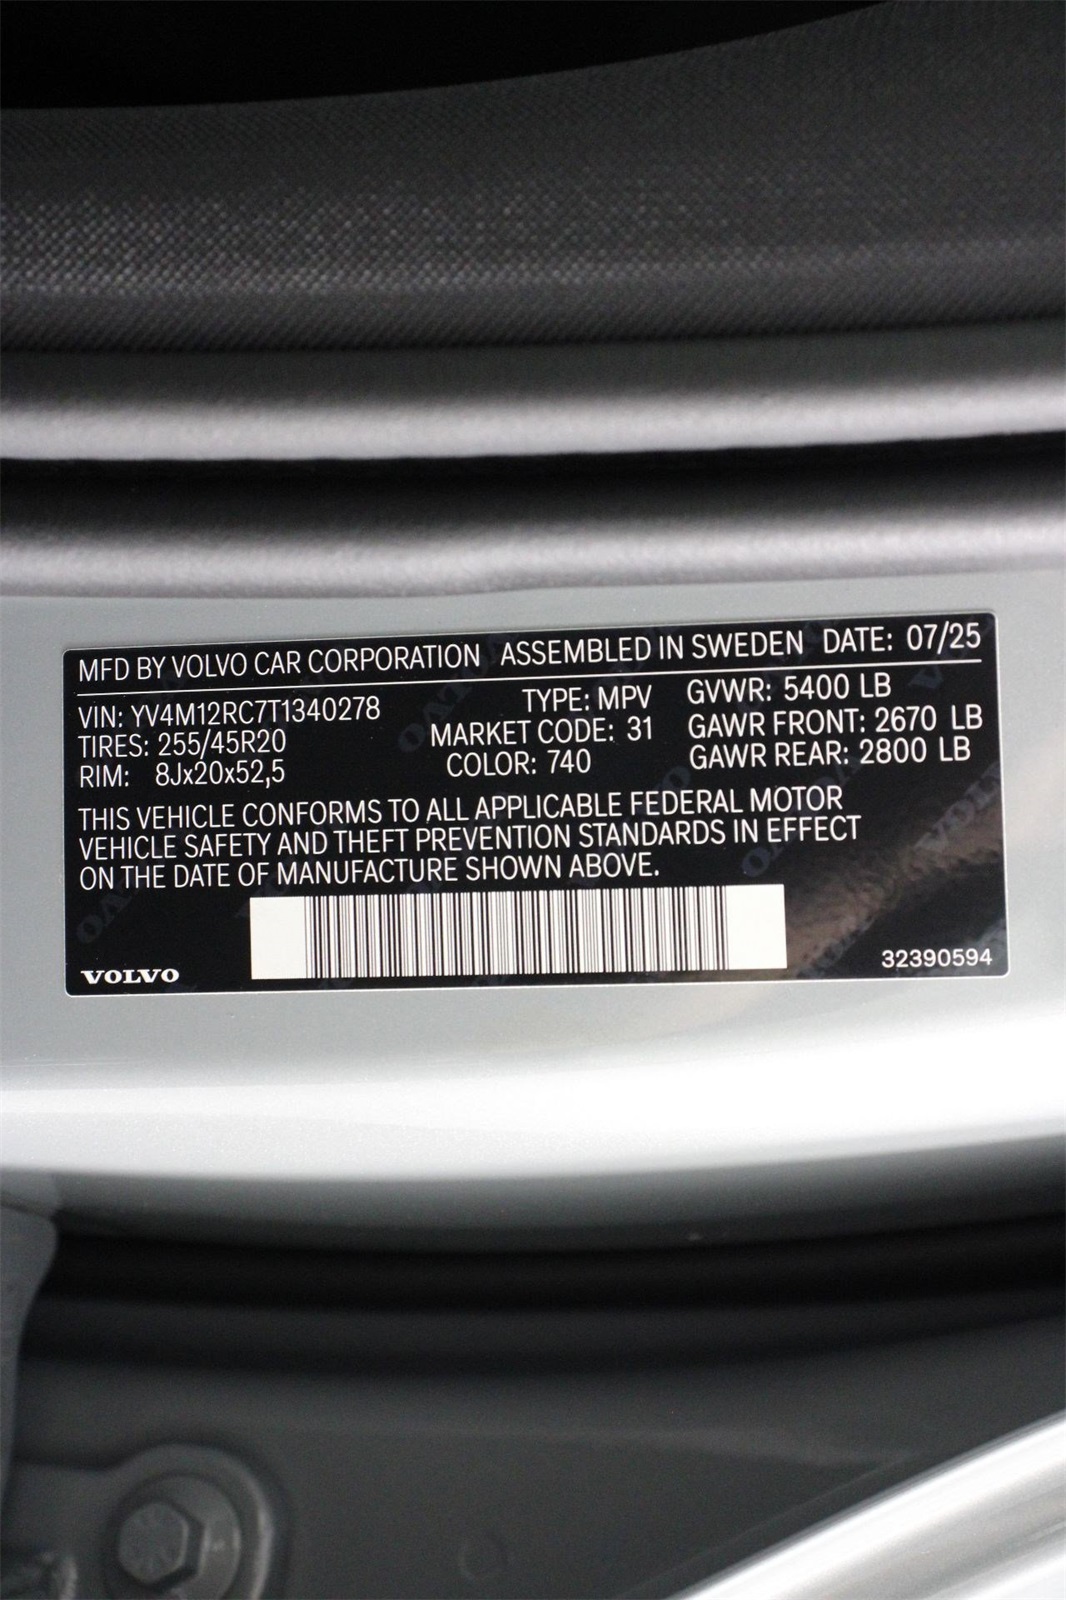 MFD BY VOLVO CAR CORPORATION ASSEMBLED IN SWEDEN DATE: 07/25
VIN: YV4M12RC7T1340278 TYPE: MPV GVWR: 5400 LB
TIRES: 255/45R20 MARKET CODE: 31 GAWR FRONT: 2670 LB
RIM: 8Jx20x52,5 COLOR: 740 GAWR REAR: 2800 LB
THIS VEHICLE CONFORMS TO ALL APPLICABLE FEDERAL MOTOR
VEHICLE SAFETY AND THEFT PREVENTION STANDARDS IN EFFECT
ON THE DATE OF MANUFACTURE SHOWN ABOVE.
VOLVO 32390594